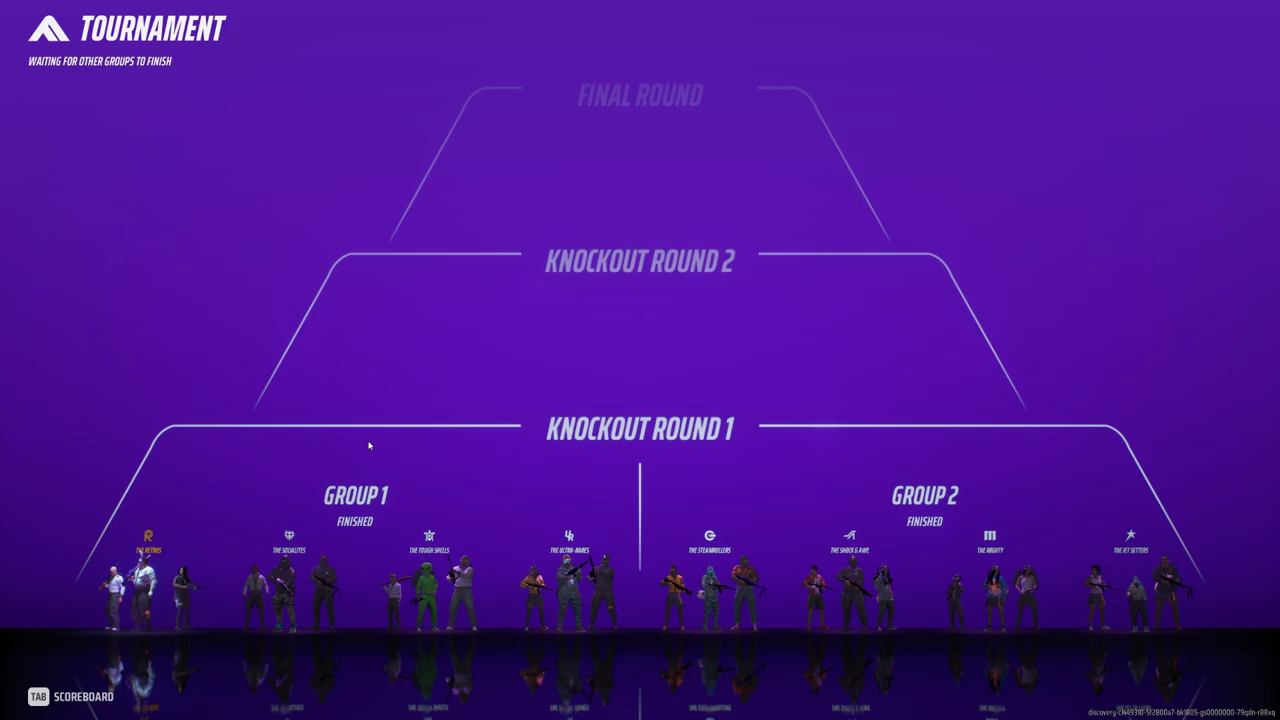 TOURNAMENT
WAITING FOR OTHER GROUPS TO FINISH
FINAL ROUND
KNOCKOUT ROUND 2
KNOCKOUT ROUND 1
GROUP 1
GROUP 2
FINISHED
FINISHED
THE RETROS
THE SOCIALITES
THE TOUGH SHELLS
THE ULTRA-RARES
THE STEAMROLLERS
THE SHOCK & AWE
THE MIGHTY
THE JET SETTERS
TAB SCOREBOARD